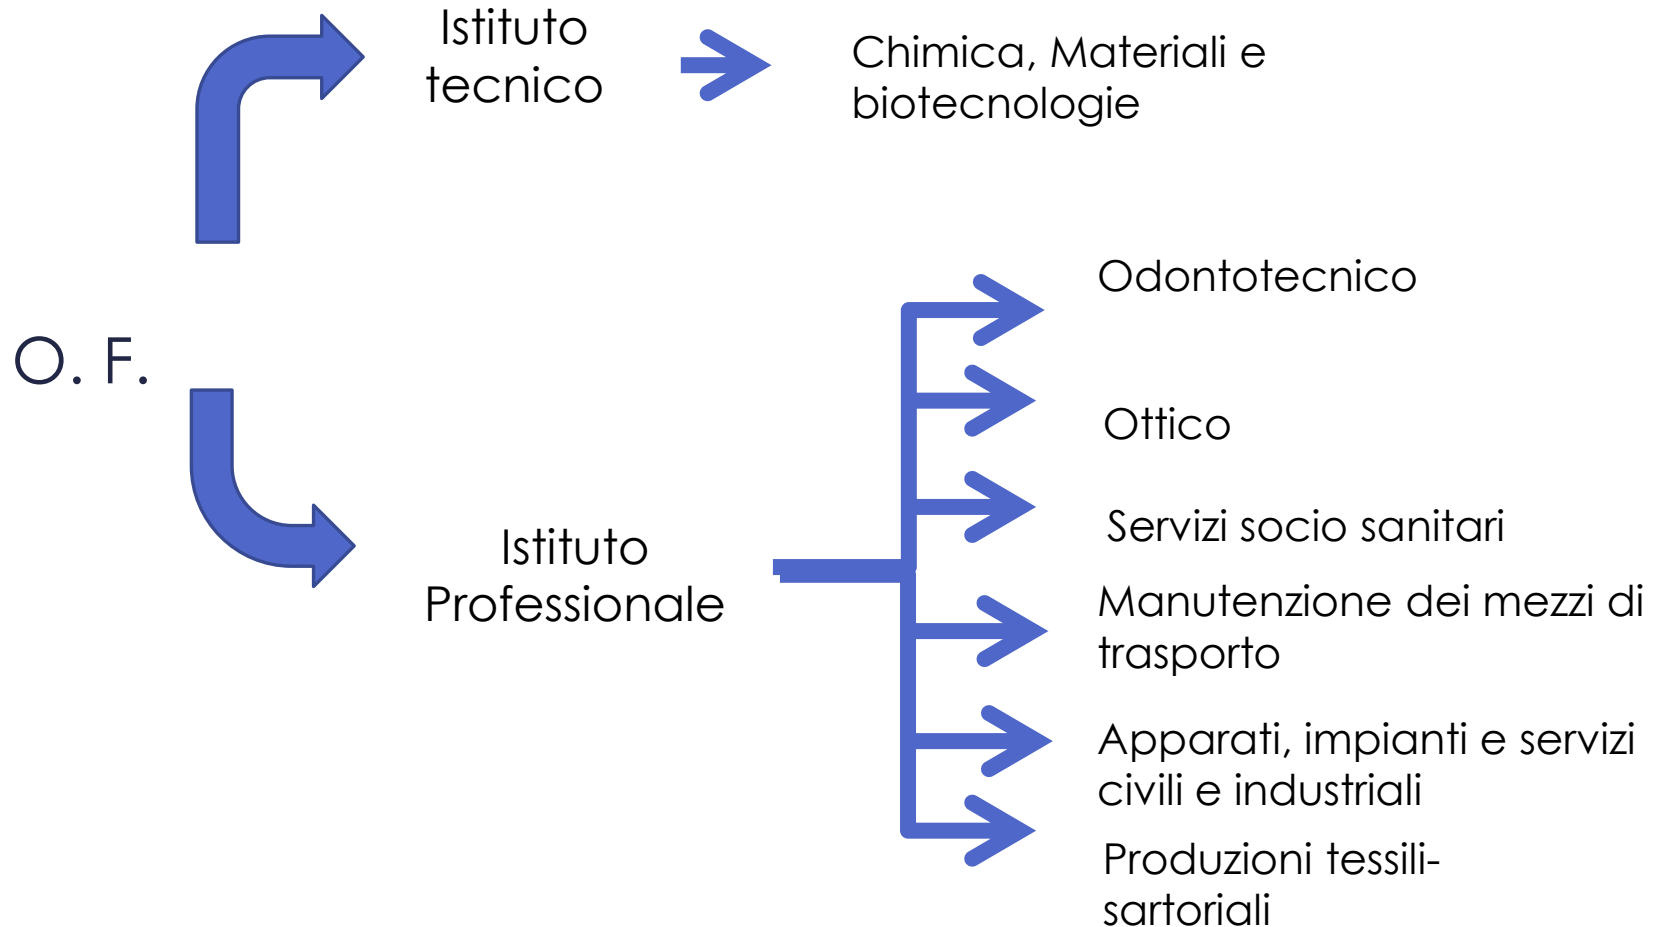 Istituto
tecnico
Chimica, Materiali e
biotecnologie
O. F.
Istituto
Professionale
Odontotecnico
Ottico
Servizi socio sanitari
Manutenzione dei mezzi di
trasporto
Apparati, impianti e servizi
civili e industriali
Produzioni tessili-
sartoriali